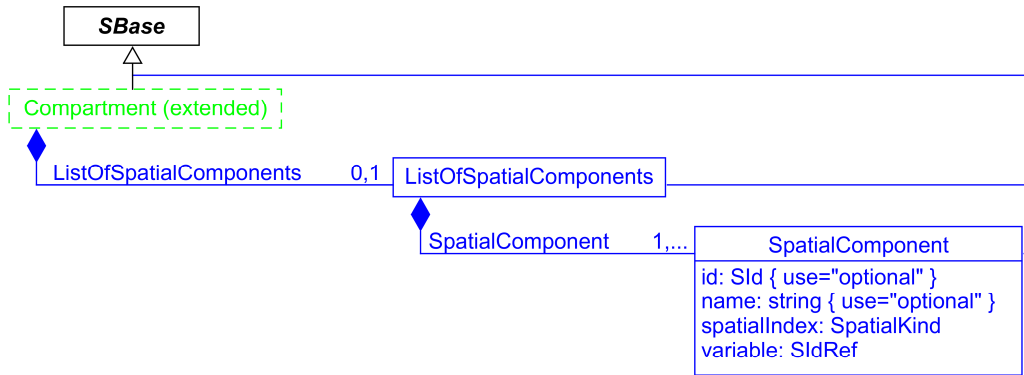 SBase
Compartment (extended)
ListOfSpatialComponents 0,1
ListOfSpatialComponents
SpatialComponent 1,...
SpatialComponent
id: SId { use="optional" }
name: string { use="optional" }
spatialIndex: SpatialKind
variable: SIdRef